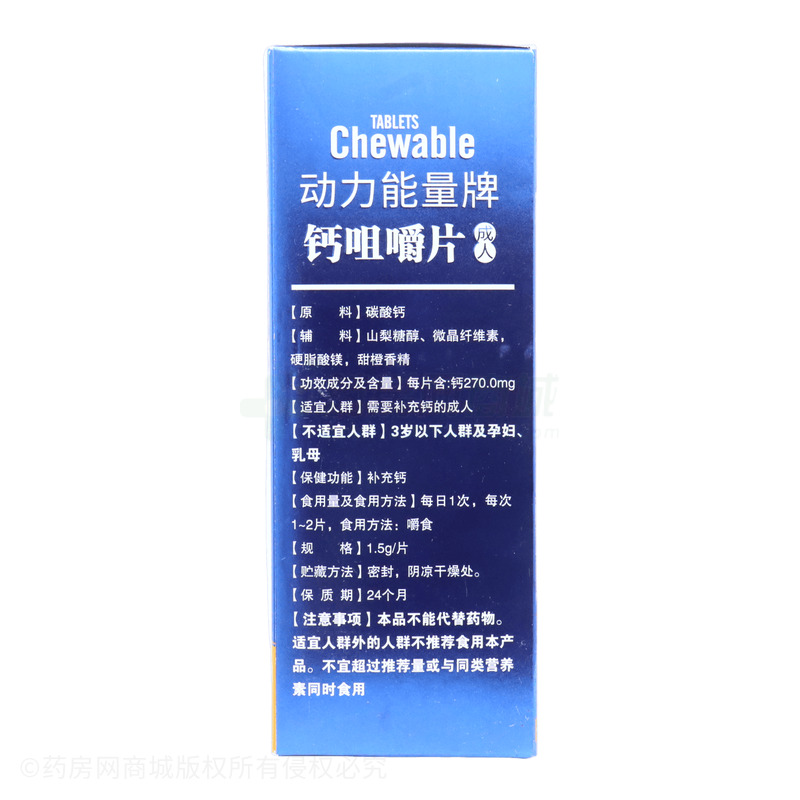 TABLETS
Chewable
动力能量牌
钙咀嚼片 成人
【原　　料】碳酸钙
【辅　　料】山梨糖醇、微晶纤维素，
硬脂酸镁，甜橙香精
【功效成分及含量】每片含:钙270.0mg
【适宜人群】需要补充钙的成人
【不适宜人群】3岁以下人群及孕妇、
乳母
【保健功能】补充钙
【食用量及食用方法】每日1次，每次
1~2片，食用方法：嚼食
【规　　格】1.5g/片
【贮藏方法】密封，阴凉干燥处。
【保 质 期】24个月
【注意事项】本品不能代替药物。
适宜人群外的人群不推荐食用本产
品。不宜超过推荐量或与同类营养
素同时食用
©药房网商城版权所有侵权必究